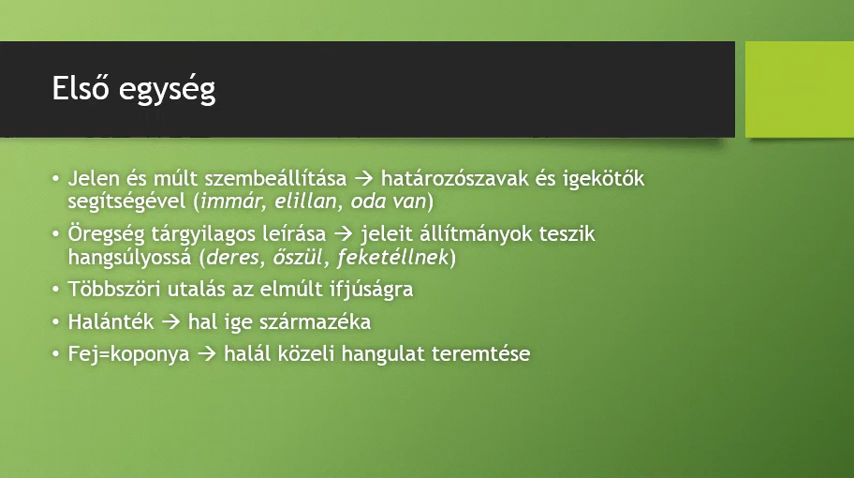 Első egység
• Jelen és múlt szembeállítása → határozószavak és igekötők
segítségével (immár, elillan, oda van)
• Öregség tárgyilagos leírása → jeleit állítmányok teszik
hangsúlyossá (deres, őszül, feketéllnek)
• Többszöri utalás az elmúlt ifjúságra
• Halánték → hal ige származéka
• Fej=koponya → halál közeli hangulat teremtése